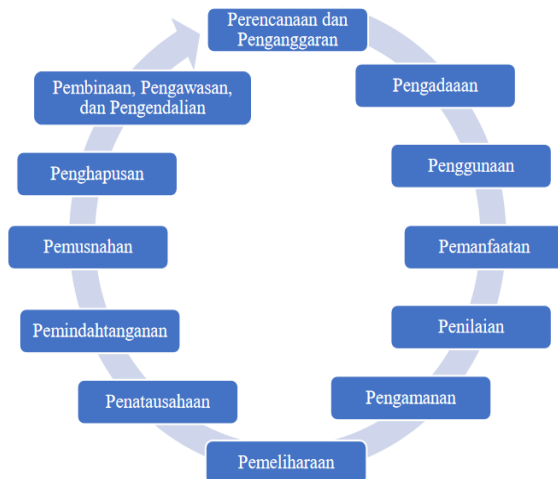 Perencanaan dan
Penganggaran
Pengadaaan
Penggunaan
Pemanfaatan
Penilaian
Pengamanan
Pemeliharaan
Penatausahaan
Pemindahtanganan
Pemusnahan
Penghapusan
Pembinaan, Pengawasan,
dan Pengendalian